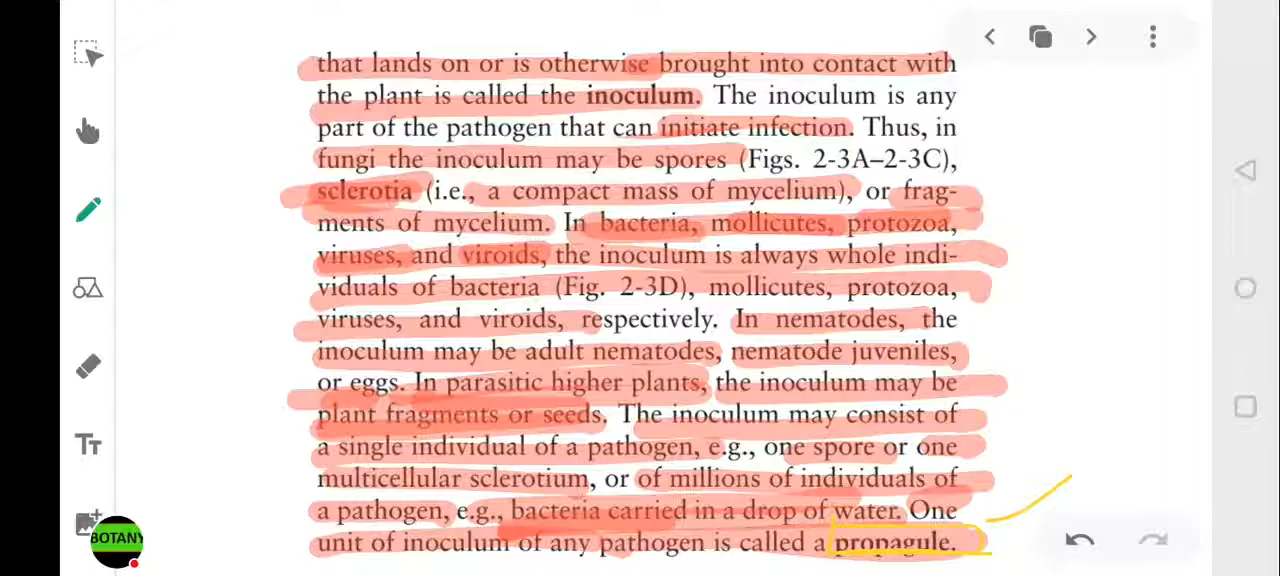 that lands on or is otherwise brought into contact with
the plant is called the inoculum. The inoculum is any
part of the pathogen that can initiate infection. Thus, in
fungi the inoculum may be spores (Figs. 2-3A–2-3C),
sclerotia (i.e., a compact mass of mycelium), or frag-
ments of mycelium. In bacteria, mollicutes, protozoa,
viruses, and viroids, the inoculum is always whole indi-
viduals of bacteria (Fig. 2-3D), mollicutes, protozoa,
viruses, and viroids, respectively. In nematodes, the
inoculum may be adult nematodes, nematode juveniles,
or eggs. In parasitic higher plants, the inoculum may be
plant fragments or seeds. The inoculum may consist of
a single individual of a pathogen, e.g., one spore or one
multicellular sclerotium, or of millions of individuals of
a pathogen, e.g., bacteria carried in a drop of water. One
unit of inoculum of any pathogen is called a propagule.
TT
BOTANY